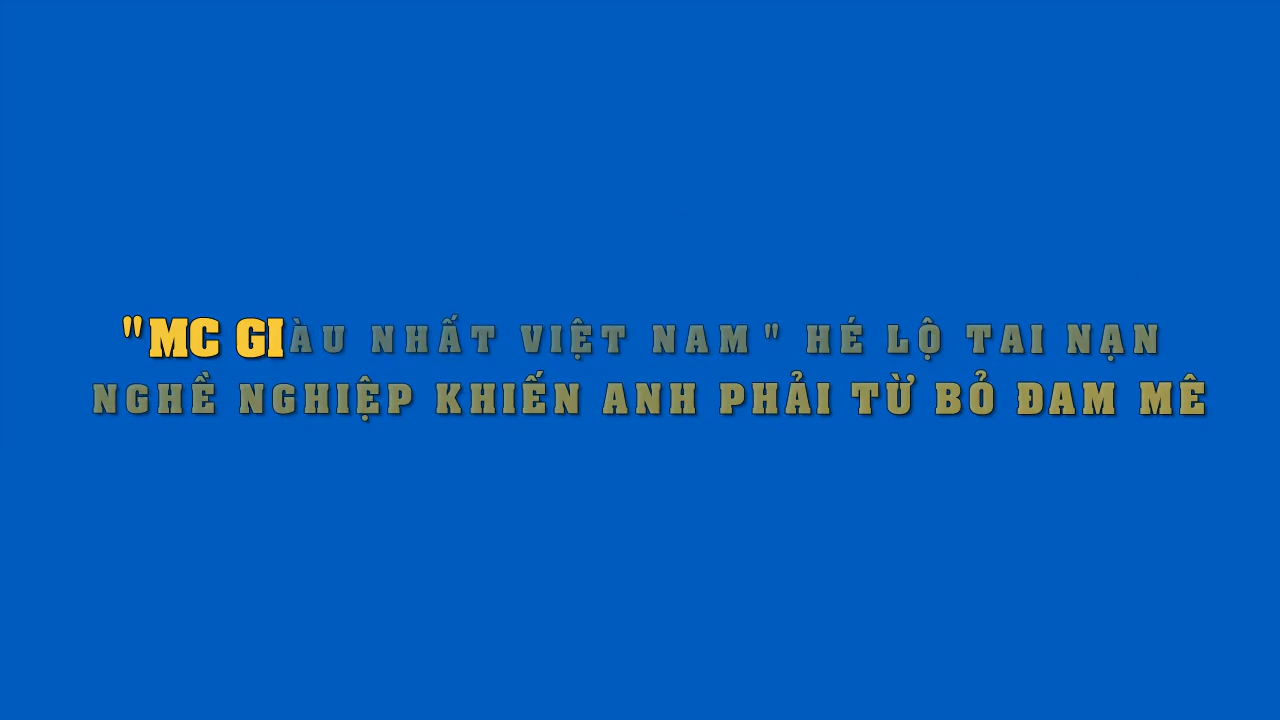 "MC GIÀU NHẤT VIỆT NAM" HÉ LỘ TAI NẠN
NGHỀ NGHIỆP KHIẾN ANH PHẢI TỪ BỎ ĐAM MÊ